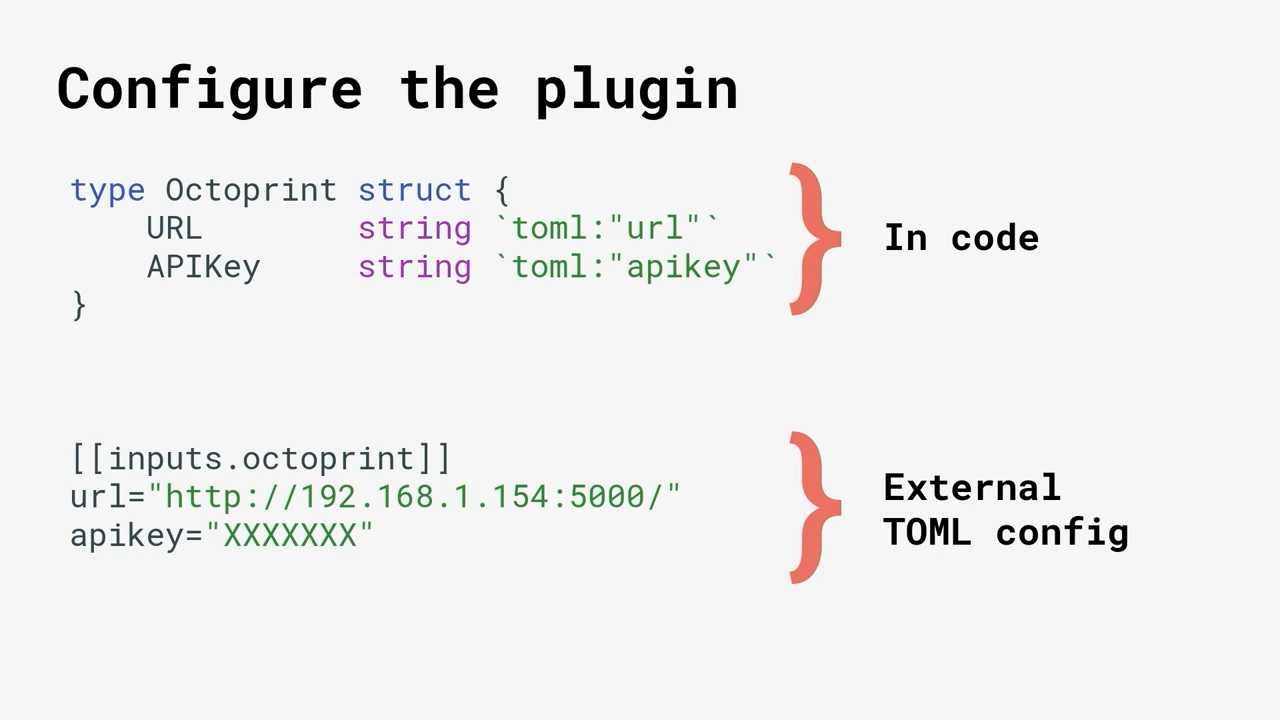 Configure the plugin
type Octoprint struct {
    URL        string `toml:"url"`
    APIKey     string `toml:"apikey"`
}
} In code
[[inputs.octoprint]]
url="http://192.168.1.154:5000/"
apikey="XXXXXXX"
} External
TOML config